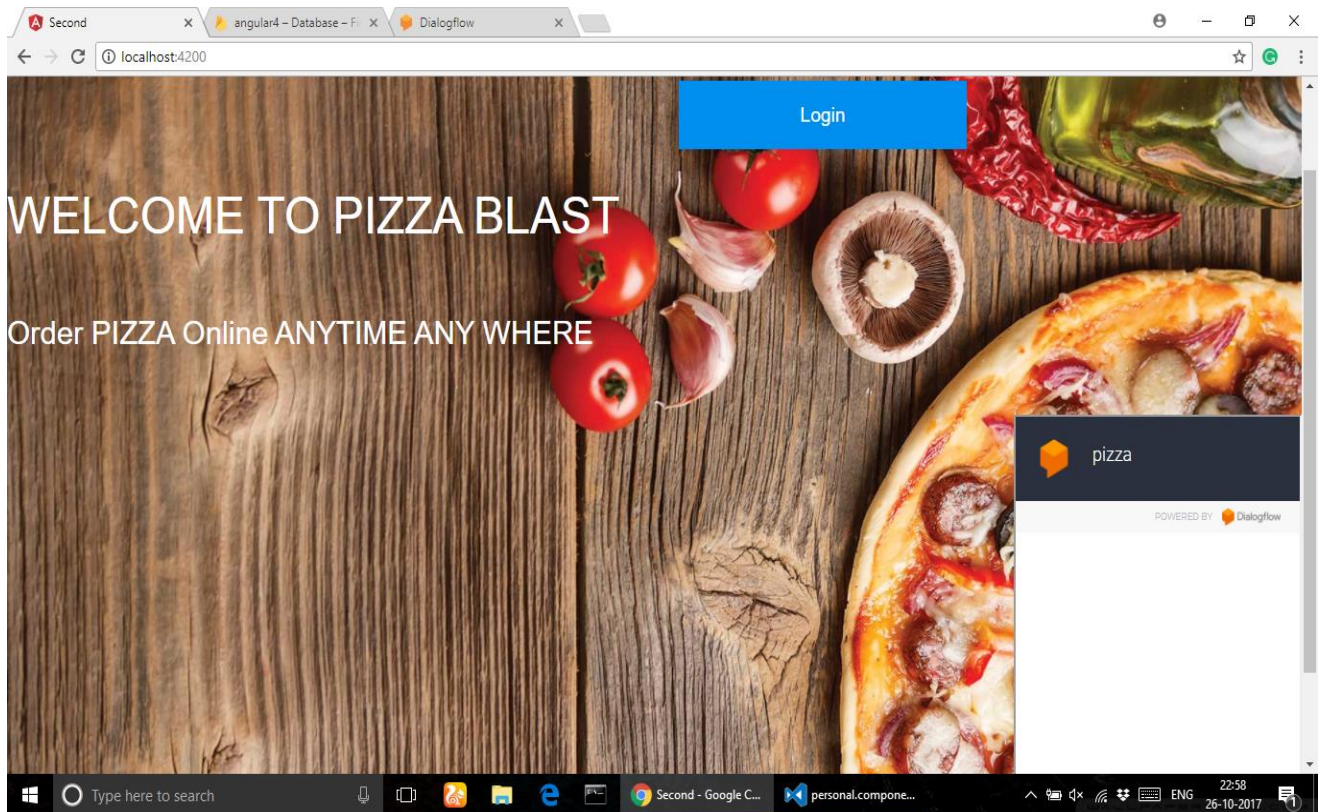 Second
angular4 – Database – Fi
Dialogflow
localhost:4200
Login
WELCOME TO PIZZA BLAST
Order PIZZA Online ANYTIME ANY WHERE
pizza
POWERED BY Dialogflow
Type here to search
Second - Google C...
personal.compone...
ENG
22:58
26-10-2017
1